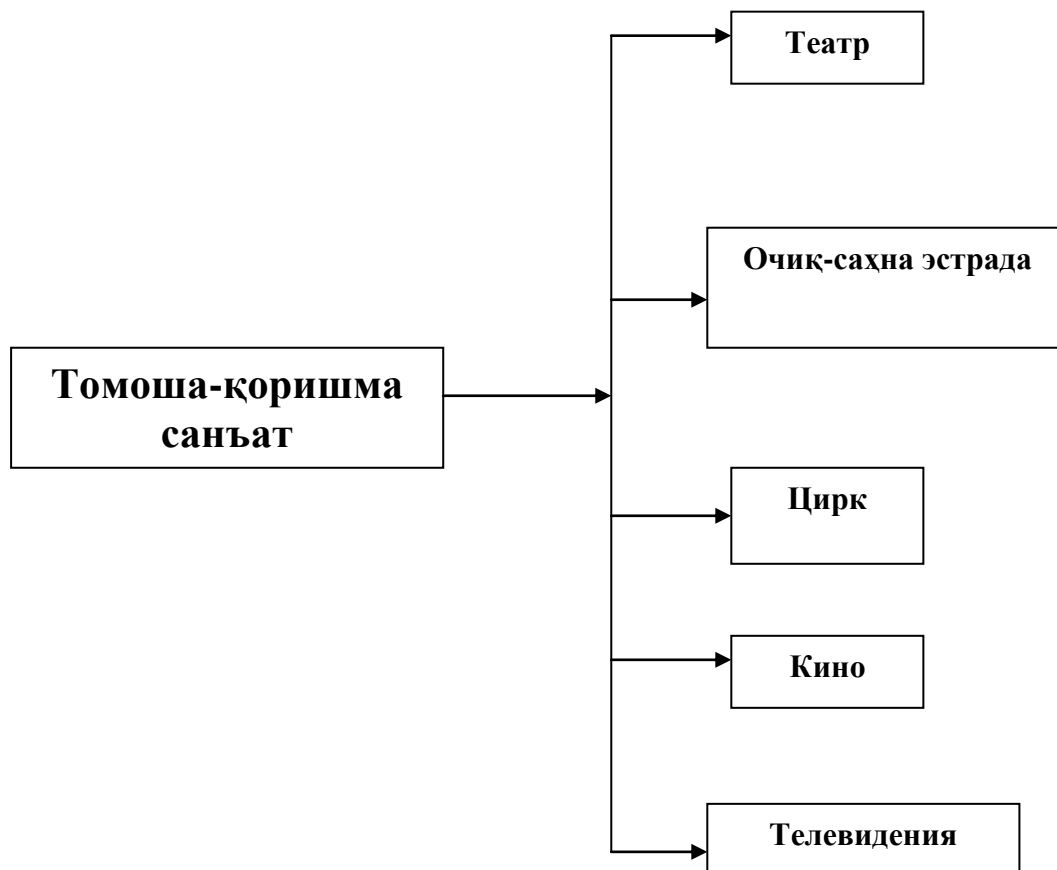 Театр
Очиқ-саҳна эстрада
Томоша-қоришма
санъат
Цирк
Кино
Телевидения